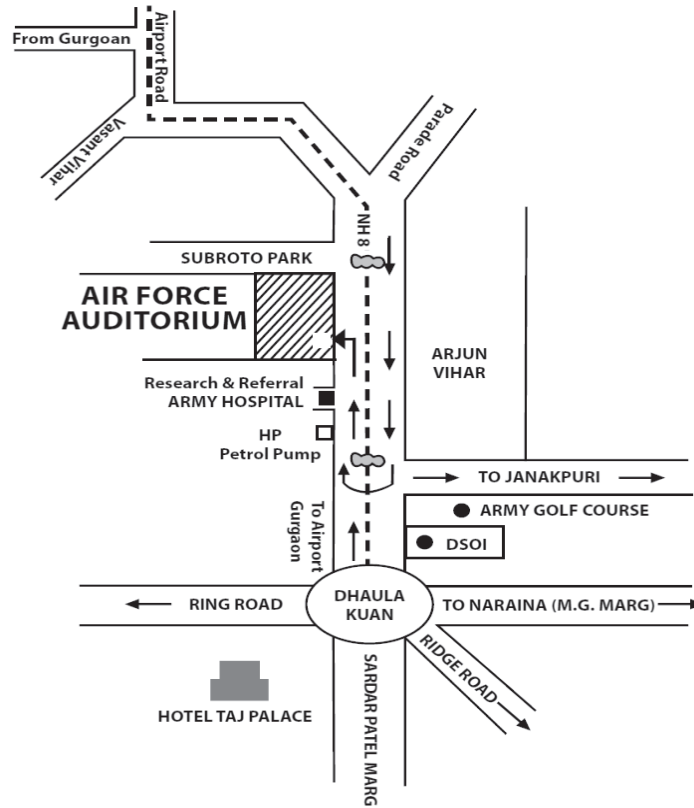 From Gurgoan
Airport Road
Vasant Vihar
Parade Road
NH 8
SUBROTO PARK
AIR FORCE
AUDITORIUM
ARJUN
VIHAR
Research & Referral
ARMY HOSPITAL
HP
Petrol Pump
TO JANAKPURI
To Airport
Gurgaon
ARMY GOLF COURSE
DSOI
RING ROAD
DHAULA
KUAN
TO NARAINA (M.G. MARG)
RIDGE ROAD
SARDAR PATEL MARG
HOTEL TAJ PALACE